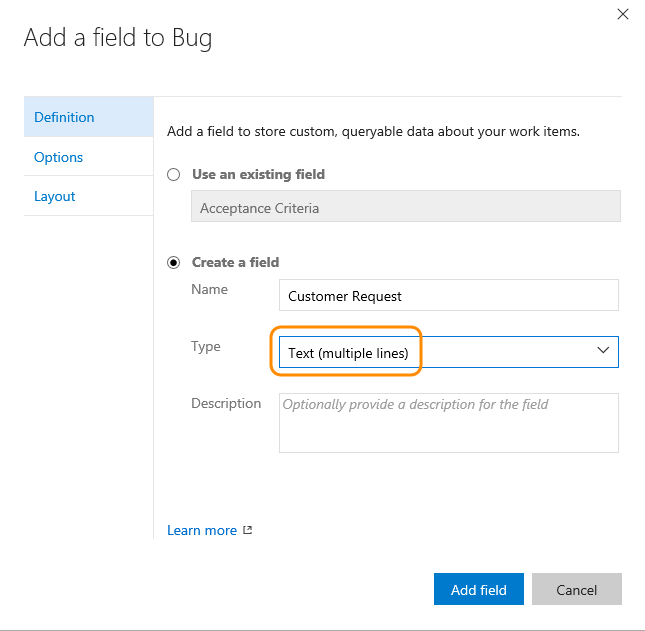 Add a field to Bug
Definition
Options
Layout
Add a field to store custom, queryable data about your work items.
Use an existing field
Acceptance Criteria
Create a field
Name
Customer Request
Type
Text (multiple lines)
Description
Optionally provide a description for the field
Learn more
Add field
Cancel